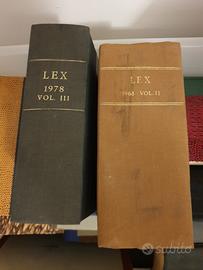 LEX
1978
VOL. III
LEX
1968 VOL. II
subito